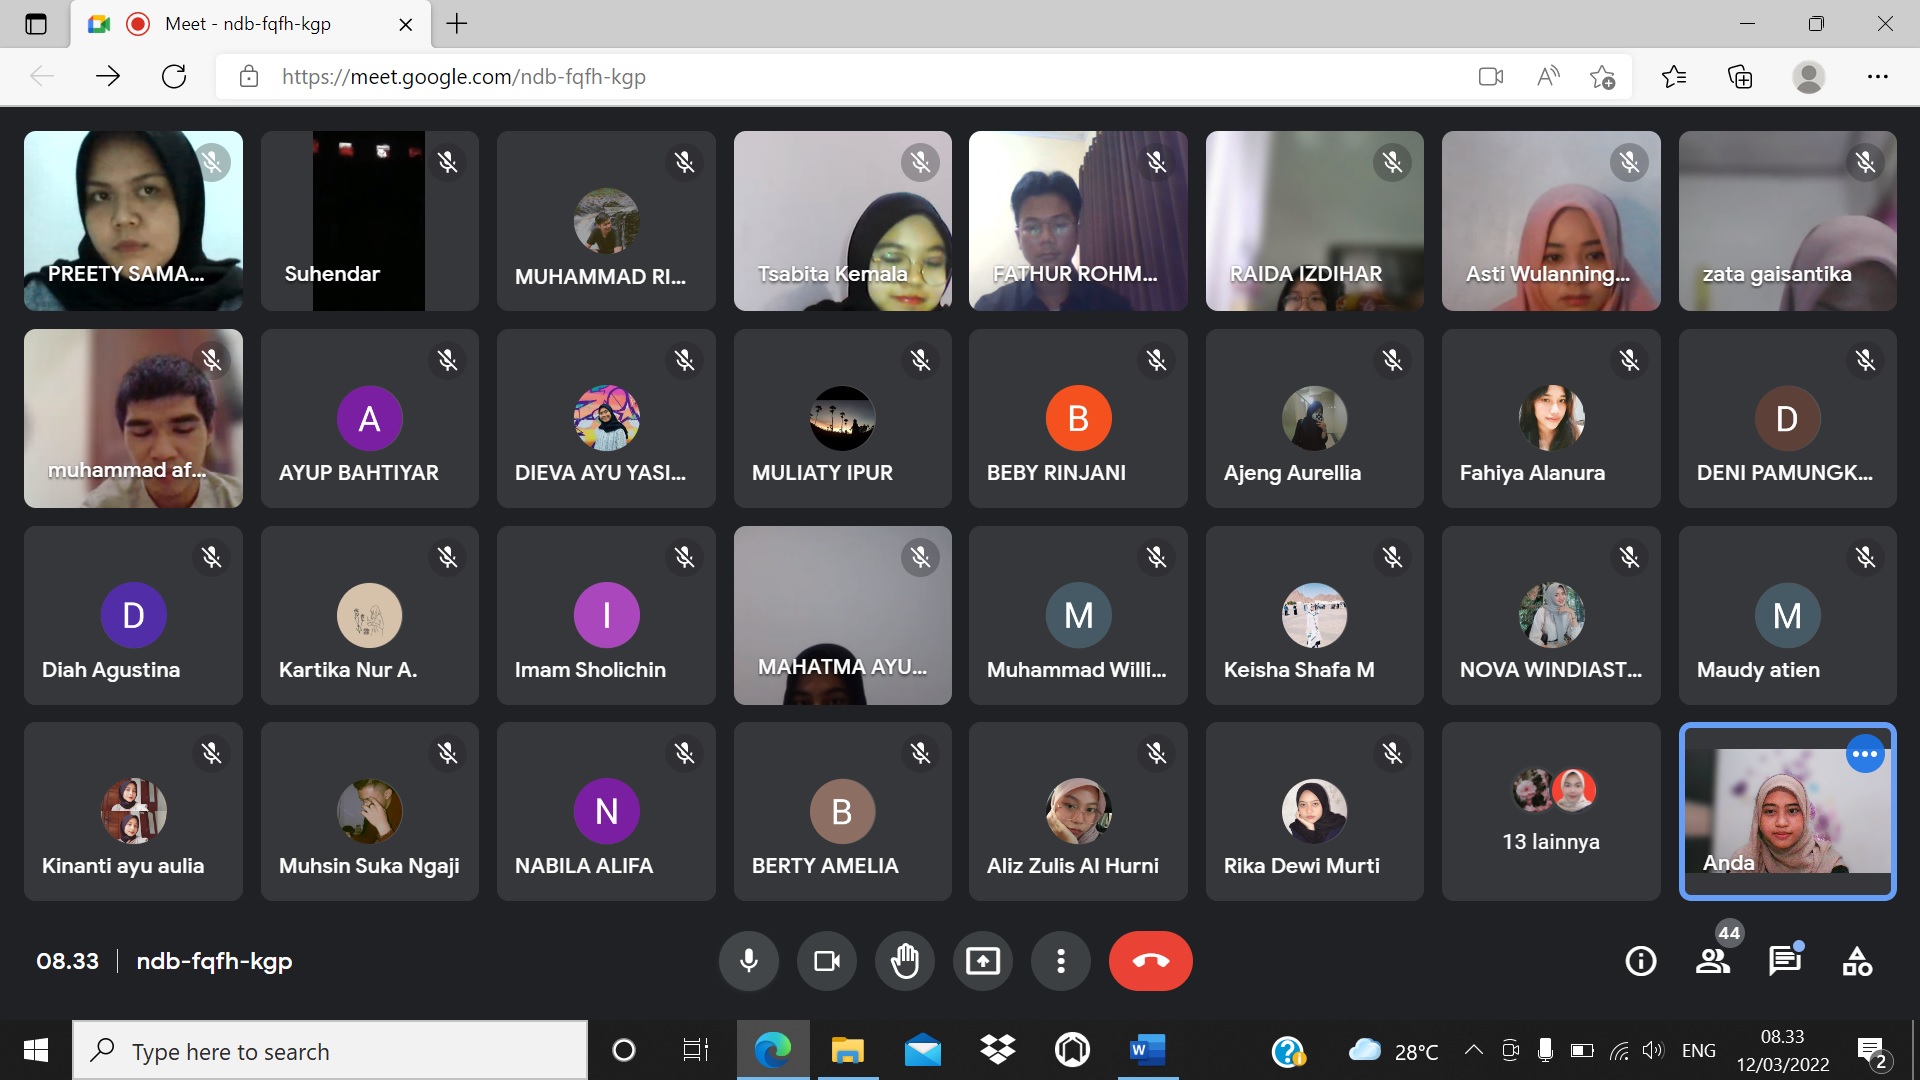 Meet - ndb-fqfh-kgp
https://meet.google.com/ndb-fqfh-kgp
PREETY SAMA...
Suhendar
MUHAMMAD RI...
Tsabita Kemala
FATHUR ROHM...
RAIDA IZDIHAR
Asti Wulanning...
zata gaisantika
muhammad af...
A
AYUP BAHTIYAR
DIEVA AYU YASI...
MULIATY IPUR
B
BEBY RINJANI
Ajeng Aurellia
Fahiya Alanura
D
DENI PAMUNGK...
D
Diah Agustina
Kartika Nur A.
I
Imam Sholichin
MAHATMA AYU...
M
Muhammad Willi...
Keisha Shafa M
NOVA WINDIAST...
M
Maudy atien
Kinanti ayu aulia
Muhsin Suka Ngaji
N
NABILA ALIFA
B
BERTY AMELIA
Aliz Zulis Al Hurni
Rika Dewi Murti
13 lainnya
Anda
08.33 | ndb-fqfh-kgp
44
Type here to search
W
28°C
ENG
08.33
12/03/2022
2